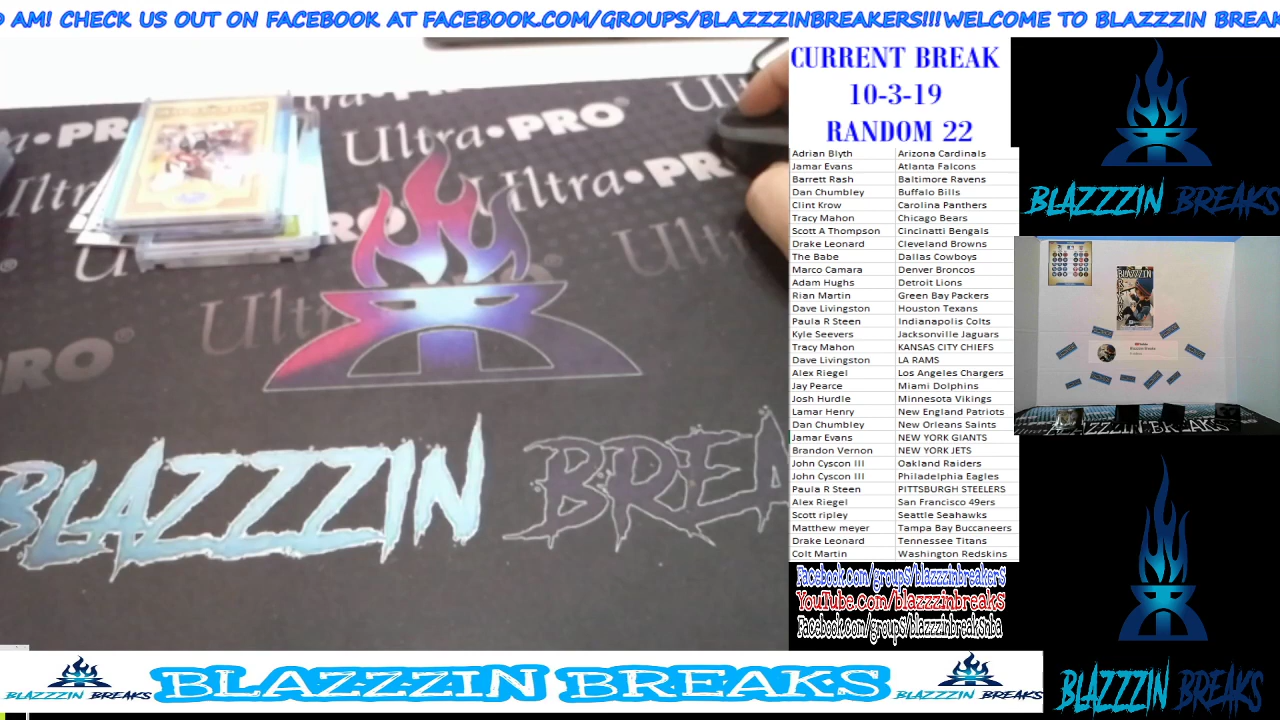 D AM! CHECK US OUT ON FACEBOOK AT FACEBOOK.COM/GROUPS/BLAZZZINBREAKERS!!! WELCOME TO BLAZZZIN BREAK
CURRENT BREAK
10-3-19
RANDOM 22
Adrian Blyth Arizona Cardinals
Jamar Evans Atlanta Falcons
Barrett Rash Baltimore Ravens
Dan Chumbley Buffalo Bills
Clint Krow Carolina Panthers
Tracy Mahon Chicago Bears
Scott A Thompson Cincinatti Bengals
Drake Leonard Cleveland Browns
The Babe Dallas Cowboys
Marco Camara Denver Broncos
Adam Hughs Detroit Lions
Rian Martin Green Bay Packers
Dave Livingston Houston Texans
Paula R Steen Indianapolis Colts
Kyle Seevers Jacksonville Jaguars
Tracy Mahon KANSAS CITY CHIEFS
Dave Livingston LA RAMS
Alex Riegel Los Angeles Chargers
Jay Pearce Miami Dolphins
Josh Hurdle Minnesota Vikings
Lamar Henry New England Patriots
Dan Chumbley New Orleans Saints
Jamar Evans NEW YORK GIANTS
Brandon Vernon NEW YORK JETS
John Cyscon III Oakland Raiders
John Cyscon III Philadelphia Eagles
Paula R Steen PITTSBURGH STEELERS
Alex Riegel San Francisco 49ers
Scott ripley Seattle Seahawks
Matthew meyer Tampa Bay Buccaneers
Drake Leonard Tennessee Titans
Colt Martin Washington Redskins
Facebook.com/groups/blazzzinbreakers
YouTube.com/blazzzinbreaks
Facebook.com/groups/blazzzinbreaksnba
Ultra•PRO
Ultra•PRO
Ultra•PR
BLAZZZIN BREA
BLAZZZIN BREAKS
BLAZZZIN
BLAZZZIN BREAKS
BLAZZZIN BREAKS
BLAZZZIN BREAKS
BLAZZZIN BREAKS
BLAZZZIN BREAKS